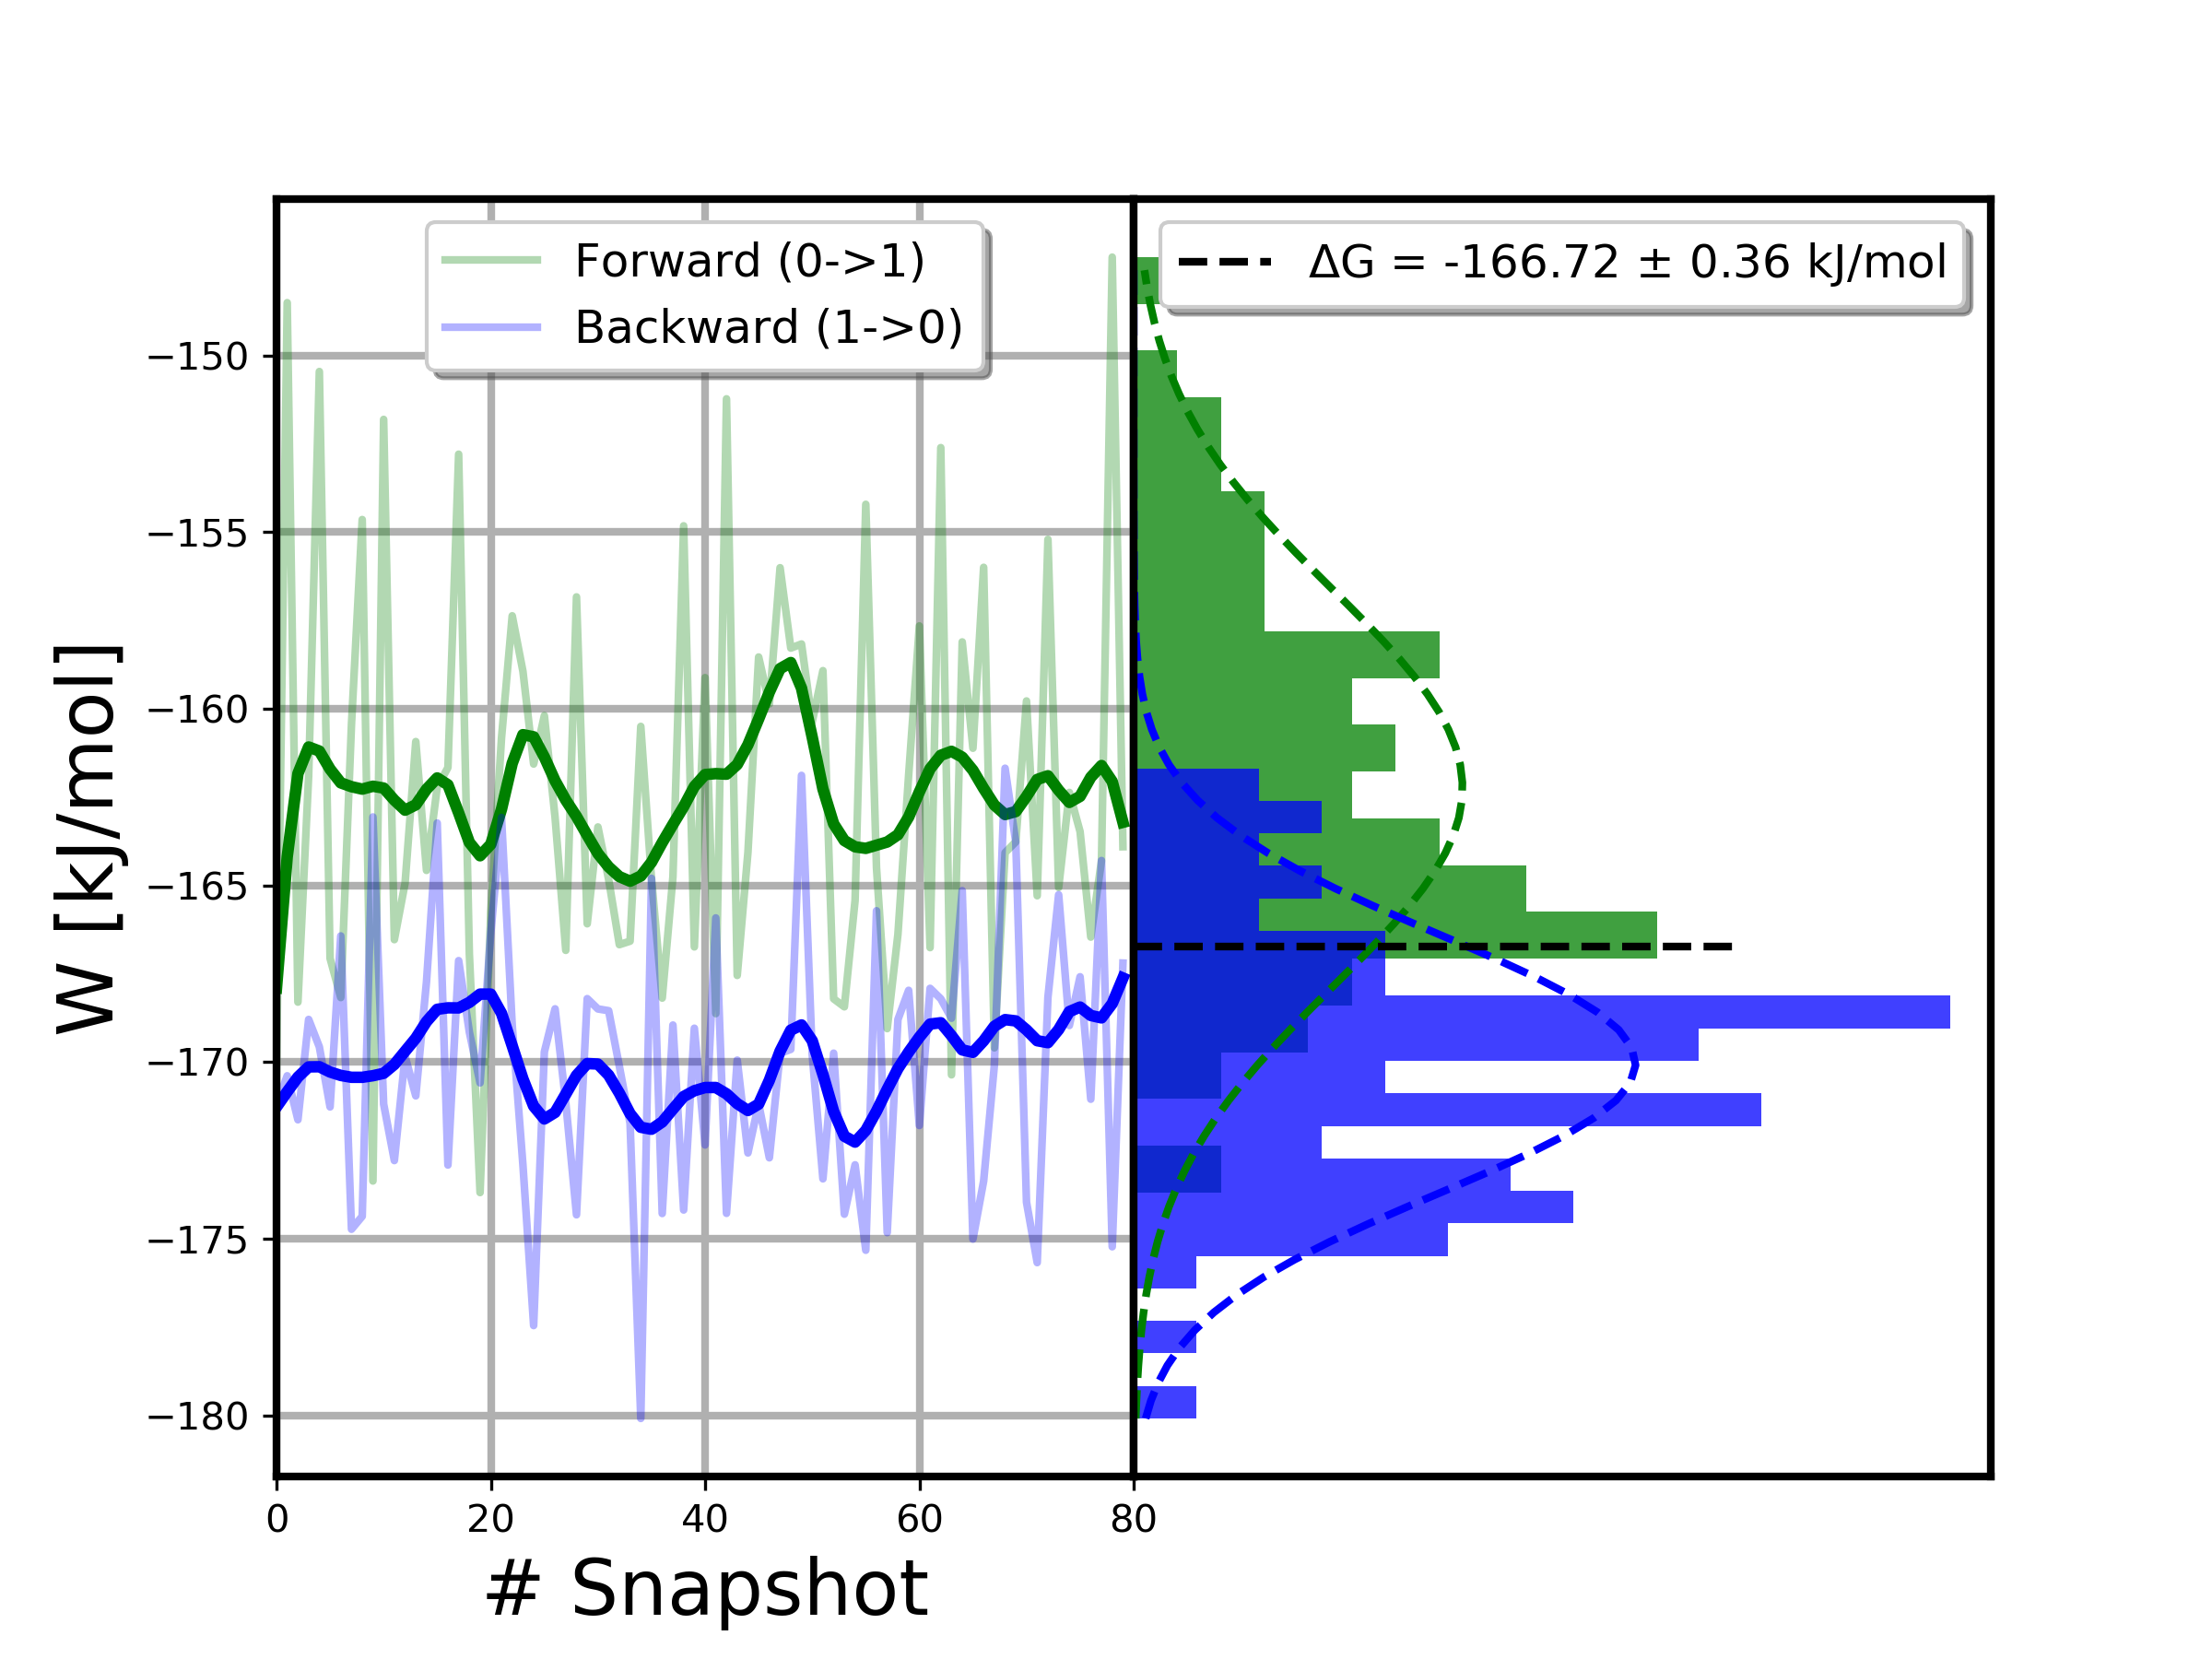 Forward (0->1)
Backward (1->0)
ΔG = -166.72 ± 0.36 kJ/mol
W [kJ/mol]
−150
−155
−160
−165
−170
−175
−180
0 20 40 60 80
# Snapshot